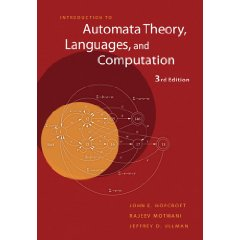 INTRODUCTION TO
Automata Theory,
Languages, and
Computation
3rd Edition
JOHN E. HOPCROFT
RAJEEV MOTWANI
JEFFREY D. ULLMAN